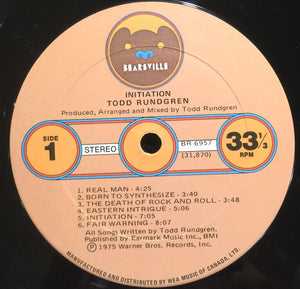 BEARSVILLE
INITIATION
TODD RUNDGREN
Produced, Arranged and Mixed by Todd Rundgren
SIDE
1
STEREO
BR 6957
(31,870)
33 1/3
RPM
1. REAL MAN - 4:25
2. BORN TO SYNTHESIZE - 3:40
3. THE DEATH OF ROCK AND ROLL - 3:48
4. EASTERN INTRIGUE - 5:06
5. INITIATION - 7:05
6. FAIR WARNING - 8:07
All Songs Written by Todd Rundgren,
Published by Earmark Music Inc., BMI
℗ 1975 Warner Bros. Records, Inc.
MANUFACTURED AND DISTRIBUTED BY WEA MUSIC OF CANADA, LTD.